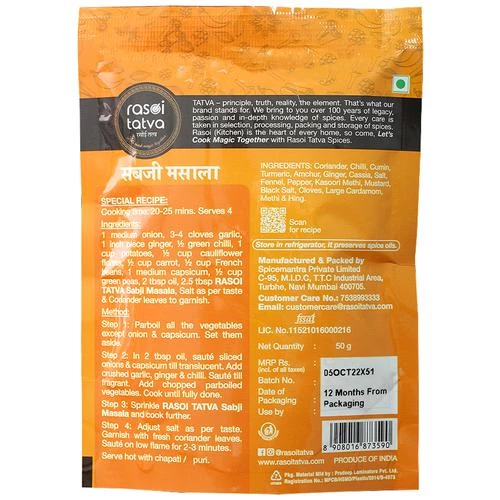 rasoi
tatva
रसोई तत्व
TATVA – principle, truth, reality, the element. That's what our
brand stands for. We bring to you over 100 years of legacy,
passion and in-depth knowledge of spices. Every care is
taken in selection, processing, packing and storage of spices.
Rasoi (Kitchen) is the heart of every home, so come, Let's
Cook Magic Together with Rasoi Tatva Spices.
सब्जी मसाला
SPECIAL RECIPE:
Cooking time: 20-25 mins. Serves 4
Ingredients:
1 medium onion, 3-4 cloves garlic,
1 inch piece ginger, ½ green chilli, 1
cup potatoes, ½ cup cauliflower
flames, ½ cup carrot, ½ cup French
beans, 1 medium capsicum, ½ cup
green peas, 2 tbsp oil, 2.5 tbsp RASOI
TATVA Sabji Masala, Salt as per taste
& Coriander leaves to garnish.
Method:
Step 1: Parboil all the vegetables
except onion & capsicum. Set them
aside.
Step 2: In 2 tbsp oil, sauté sliced
onions & capsicum till translucent. Add
crushed garlic, ginger & chilli. Sauté till
fragrant. Add chopped parboiled
vegetables. Cook until fully done.
Step 3: Sprinkle RASOI TATVA Sabji
Masala and cook further.
Step 4: Adjust salt as per taste.
Garnish with fresh coriander leaves.
Sauté on low flame for 2-3 minutes.
Serve hot with chapati / puri.
INGREDIENTS: Coriander, Chilli, Cumin,
Turmeric, Amchur, Ginger, Cassia, Salt,
Fennel, Pepper, Kasoori Methi, Mustard,
Black Salt, Cloves, Large Cardamom,
Methi & Hing.
Scan
for recipe
Store in refrigerator, it preserves spice oils.
Manufactured & Packed by
Spicemantra Private Limited
C-95, M.I.D.C, T.T.C Industrial Area,
Turbhe, Navi Mumbai 400705.
Customer Care No.: 7638993333
Email: customercare@rasoitatva.com
fssai
LIC. No.11521016000216
Net Quantity : 50 g
MRP Rs. :
(incl. of all taxes)
Batch No. :
Date of :
Packaging
Use by :
05OCT22X51
12 Months From
Packaging
8 908016 873590
@rasoitatva
www.rasoitatva.com
PRODUCE OF INDIA
Pkg. Material Mfg by : Pradeep Laminators Pvt. Ltd.